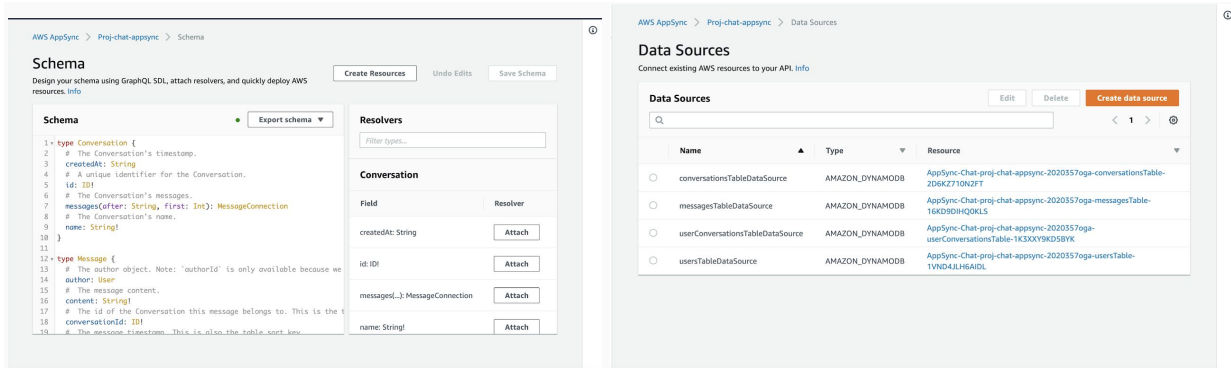 AWS AppSync > Proj-chat-appsync > Schema
Schema
Design your schema using GraphQL SDL, attach resolvers, and quickly deploy AWS
resources. Info
Create Resources
Undo Edits
Save Schema
Schema
Export schema ▼
1 type Conversation {
2 # The Conversation's timestamp.
3 createdAt: String
4 # A unique identifier for the Conversation.
5 id: ID!
6 # The Conversation's messages.
7 messages(after: String, first: Int): MessageConnection
8 # The Conversation's name.
9 name: String!
10 }
11
12 type Message {
13 # The author object. Note: `authorId` is only available because we
14 author: User
15 # The message content.
16 content: String!
17 # The id of the Conversation this message belongs to. This is the t
18 conversationId: ID!
19 # The message timestamp. This is also the table sort key.
Resolvers
Filter types...
Conversation
Field Resolver
createdAt: String Attach
id: ID! Attach
messages(...): MessageConnection Attach
name: String! Attach
AWS AppSync > Proj-chat-appsync > Data Sources
Data Sources
Connect existing AWS resources to your API. Info
Data Sources
Edit
Delete
Create data source
< 1 >
Name Type Resource
conversationsTableDataSource AMAZON_DYNAMODB AppSync-Chat-proj-chat-appsync-2020357oga-conversationsTable-
2D6KZ710N2FT
messagesTableDataSource AMAZON_DYNAMODB AppSync-Chat-proj-chat-appsync-2020357oga-messagesTable-
16KD9DIHQ0KLS
userConversationsTableDataSource AMAZON_DYNAMODB AppSync-Chat-proj-chat-appsync-2020357oga-
userConversationsTable-1K3XXY9KD5BYK
usersTableDataSource AMAZON_DYNAMODB AppSync-Chat-proj-chat-appsync-2020357oga-usersTable-
1VND4JLH6AIDL